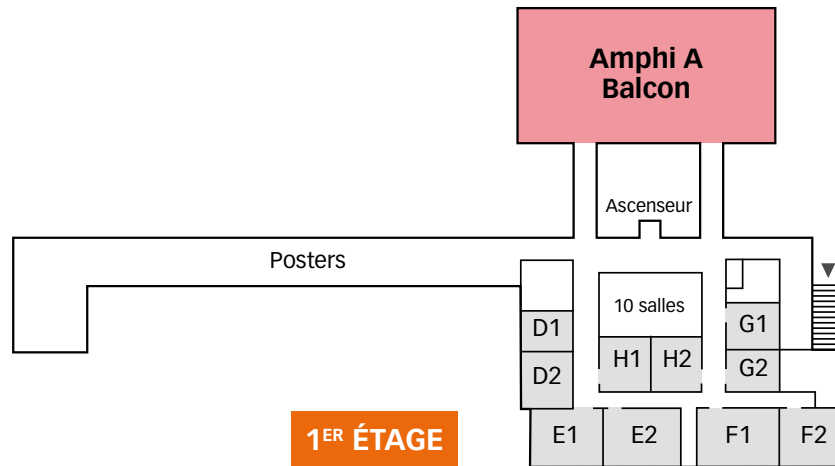 Amphi A
Balcon
Ascenseur
Posters
10 salles
D1
G1
H1 H2
D2
G2
1ER ÉTAGE
E1 E2 F1 F2